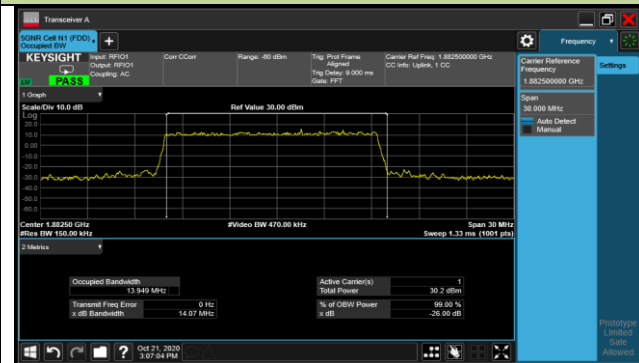 Transceiver A
5GNR Cell N1 (FDD)
Occupied BW
Frequency
KEYSIGHT
PASS
Input: RFIO1
Output: RFIO1
Coupling: AC
Corr CCorr
Range: -80 dBm
Trig: Prot Frame
Aligned
Trig Delay: 9.000 ms
Gate: FFT
Carrier Ref Freq: 1.882500000 GHz
CC Info: Uplink, 1 CC
Carrier Reference
Frequency
1.882500000 GHz
Settings
Span
30.000 MHz
Auto Detect
Manual
1 Graph
Scale/Div 10.0 dB
Ref Value 30.00 dBm
Log
20.0
10.0
0.00
-10.0
-20.0
-30.0
-40.0
-50.0
-60.0
Center 1.88250 GHz
#Video BW 470.00 kHz
Span 30 MHz
#Res BW 150.00 kHz
Sweep 1.33 ms (1001 pts)
2 Metrics
Occupied Bandwidth
13.949 MHz
Active Carrier(s) 1
Total Power 30.2 dBm
Transmit Freq Error 0 Hz
x dB Bandwidth 14.07 MHz
% of OBW Power 99.00 %
x dB -26.00 dB
Prototype
Limited
Sale
Allowed
Oct 21, 2020
3:07:04 PM